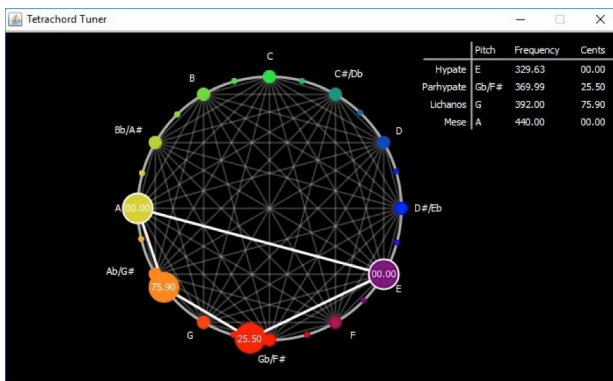 Tetrachord Tuner
Pitch Frequency Cents
Hypate E 329.63 00.00
Parhypate Gb/F# 369.99 25.50
Lichanos G 392.00 75.90
Mese A 440.00 00.00
C
C#/Db
B
Bb/A#
D
A 00.00
D#/Eb
Ab/G#
75.90
00.00
E
G
25.50
F
Gb/F#